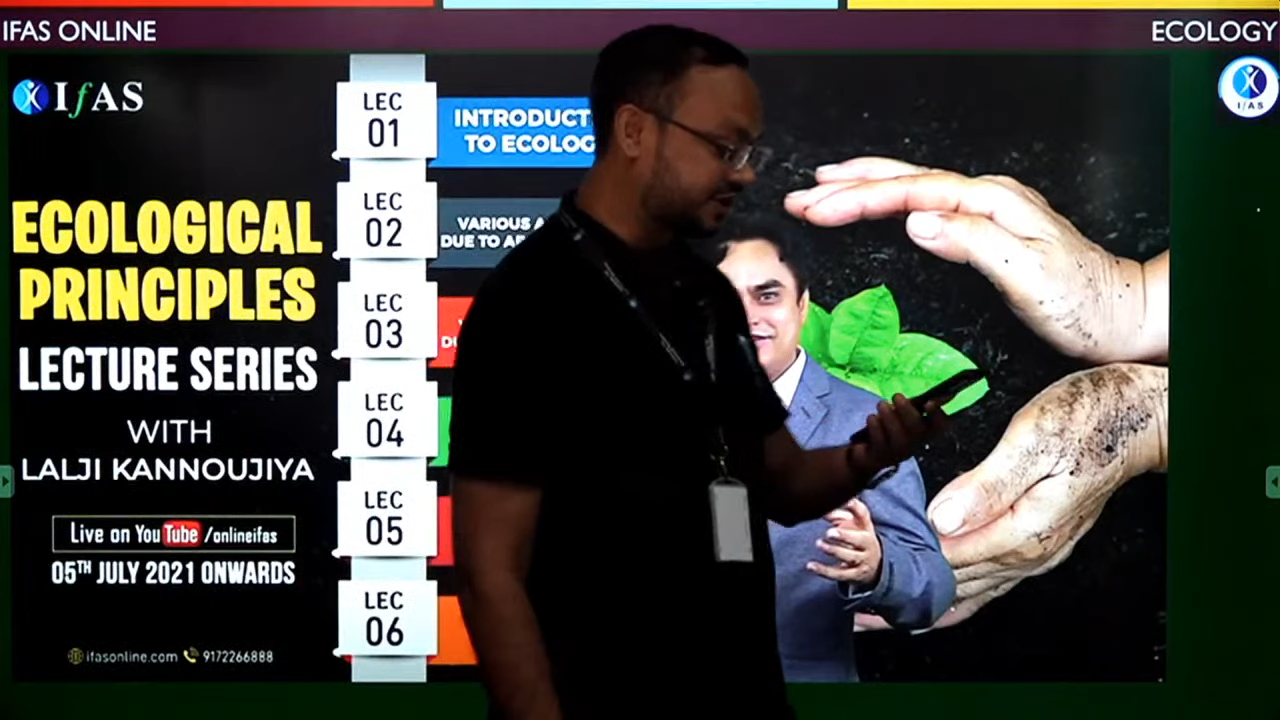 IFAS ONLINE
ECOLOGY
IfAS
IfAS
ECOLOGICAL
PRINCIPLES
LECTURE SERIES
WITH
LALJI KANNOUJIYA
Live on YouTube /onlineifas
05TH JULY 2021 ONWARDS
ifasonline.com 9172266888
LEC
01
TO
LEC
02
VARIOUS
DUE TO
LEC
03
LEC
04
LEC
05
LEC
06